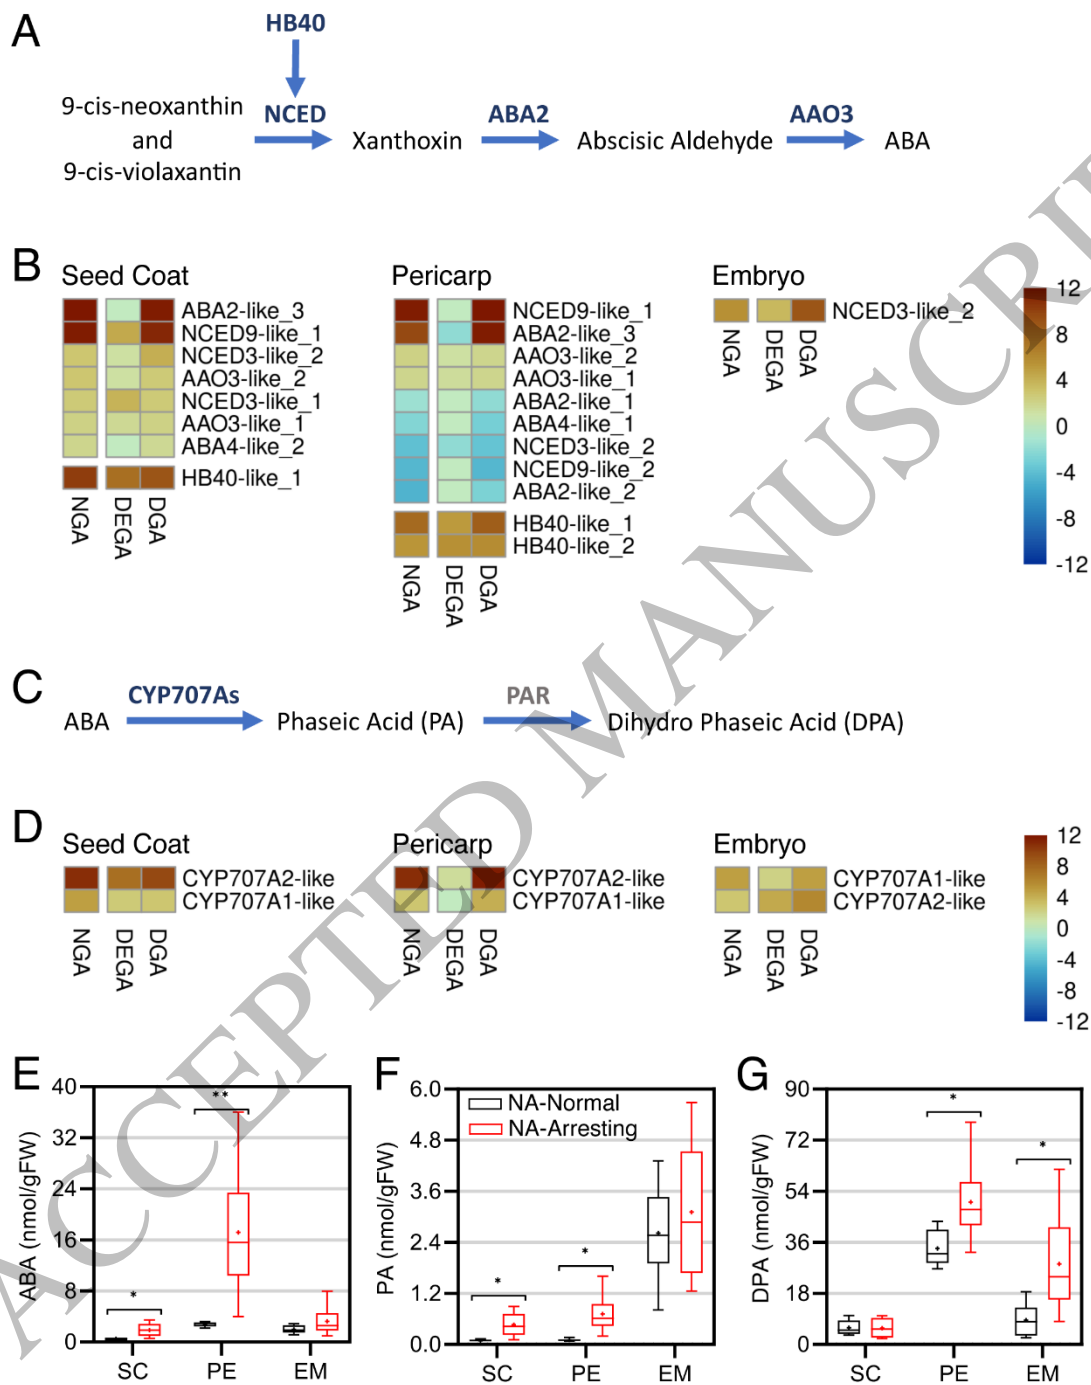 A
HB40
9-cis-neoxanthin
and
9-cis-violaxantin
NCED
Xanthoxin
ABA2
Abscisic Aldehyde
AAO3
ABA
B
Seed Coat
ABA2-like_3
NCED9-like_1
NCED3-like_2
AAO3-like_2
NCED3-like_1
AAO3-like_1
ABA4-like_2
HB40-like_1
NGA
DEGA
DGA
Pericarp
NCED9-like_1
ABA2-like_3
AAO3-like_2
AAO3-like_1
ABA2-like_1
ABA4-like_1
NCED3-like_2
NCED9-like_2
ABA2-like_2
HB40-like_1
HB40-like_2
NGA
DEGA
DGA
Embryo
NCED3-like_2
NGA
DEGA
DGA
12
8
4
0
-4
-8
-12
C
ABA
CYP707As
Phaseic Acid (PA)
PAR
Dihydro Phaseic Acid (DPA)
D
Seed Coat
CYP707A2-like
CYP707A1-like
NGA
DEGA
DGA
Pericarp
CYP707A2-like
CYP707A1-like
NGA
DEGA
DGA
Embryo
CYP707A1-like
CYP707A2-like
NGA
DEGA
DGA
12
8
4
0
-4
-8
-12
E
ABA (nmol/gFW)
40
32
24
16
8
0
*
**
SC
PE
EM
F
PA (nmol/gFW)
6.0
4.8
3.6
2.4
1.2
0.0
NA-Normal
NA-Arresting
*
*
SC
PE
EM
G
DPA (nmol/gFW)
90
72
54
36
18
0
*
*
SC
PE
EM
ACCEPTED MANUSCRI